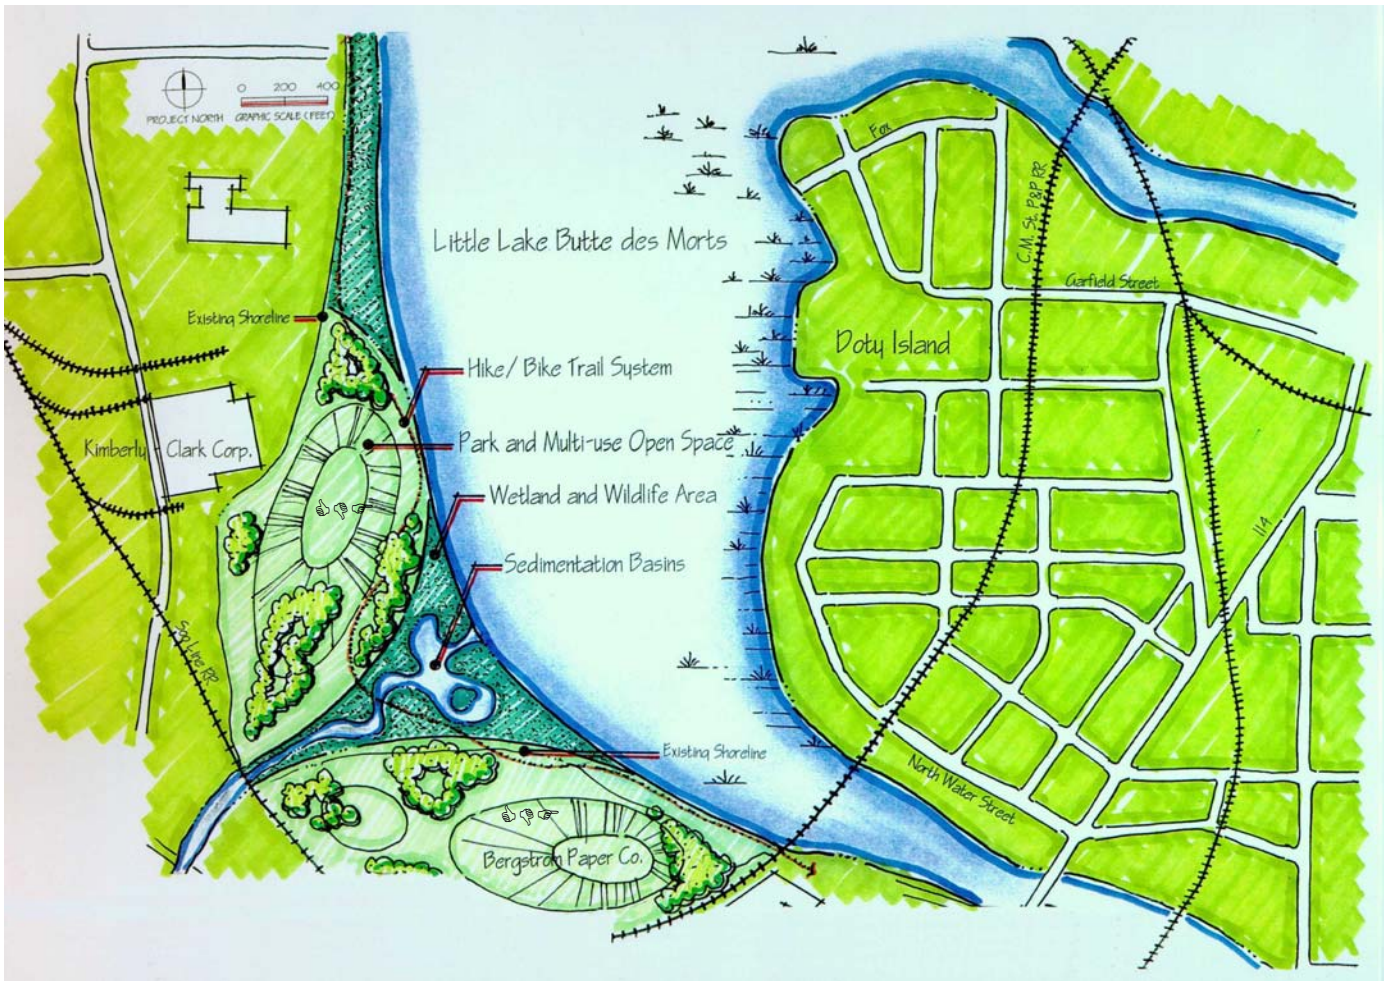 0 200 400
PROJECT NORTH GRAPHIC SCALE (FEET)
Fox
C.M. St. P&P RR
Little Lake Butte des Morts
Garfield Street
Existing Shoreline
Doty Island
Hike/Bike Trail System
Park and Multi-use Open Space
Kimberly-Clark Corp.
Wetland and Wildlife Area
👍👎👉
114
Sedimentation Basins
Soo Line RR
Existing Shoreline
North Water Street
👍👎👉
Bergstrom Paper Co.